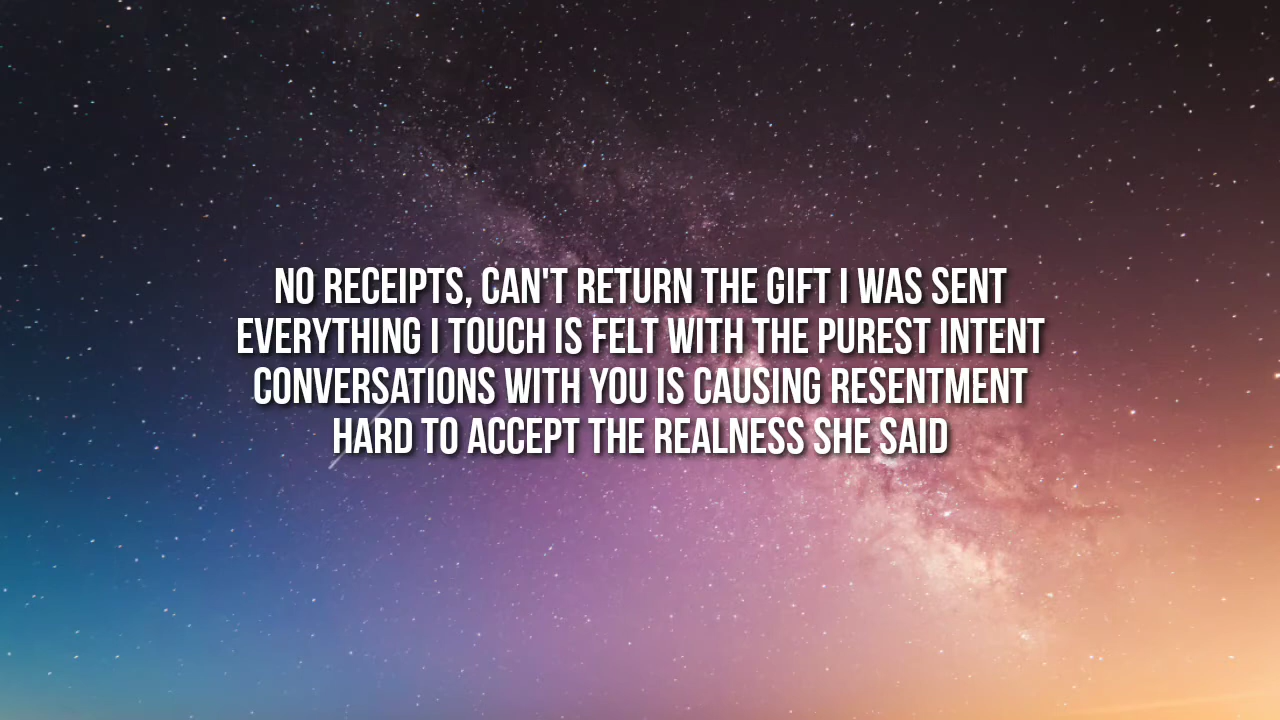 NO RECEIPTS, CAN'T RETURN THE GIFT I WAS SENT
EVERYTHING I TOUCH IS FELT WITH THE PUREST INTENT
CONVERSATIONS WITH YOU IS CAUSING RESENTMENT
HARD TO ACCEPT THE REALNESS SHE SAID